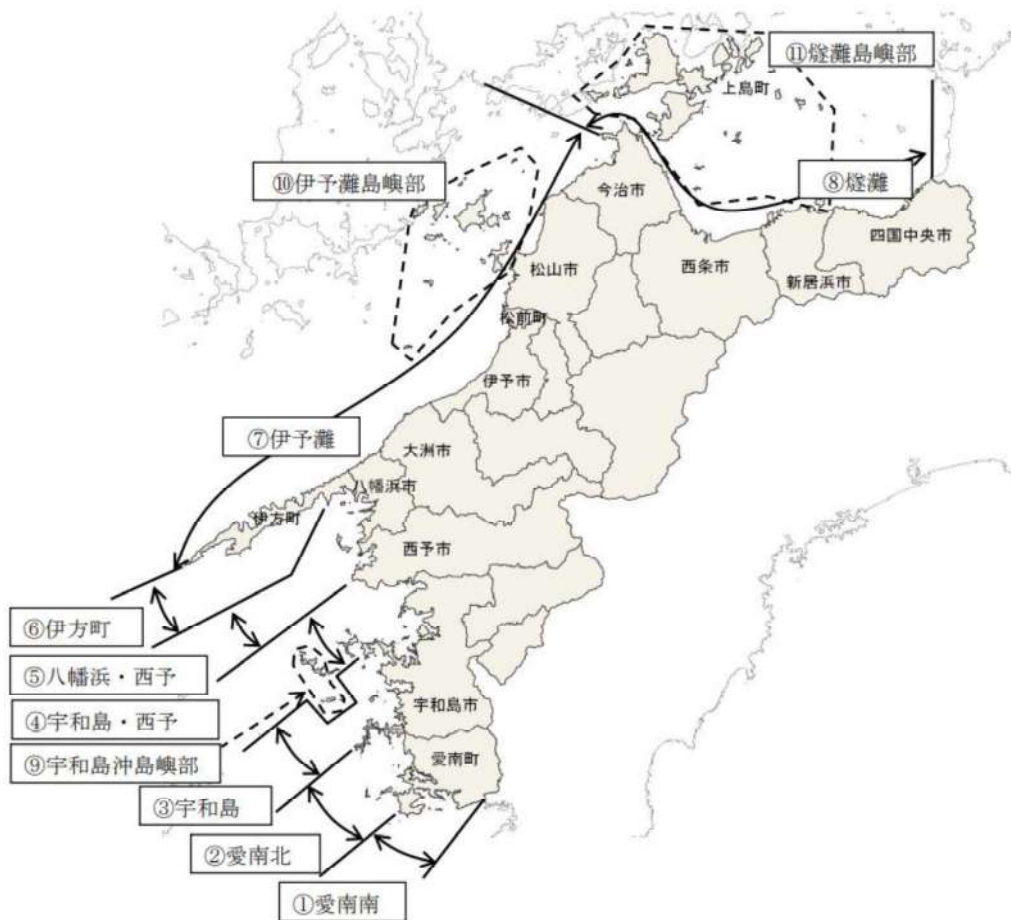 ⑪燧灘島嶼部
上島町
⑩伊予灘島嶼部
⑧燧灘
今治市
四国中央市
松山市
西条市
新居浜市
松前町
伊予市
⑦伊予灘
大洲市
八幡浜市
伊方町
西予市
⑥伊方町
⑤八幡浜・西予
④宇和島・西予
宇和島市
⑨宇和島沖島嶼部
愛南町
③宇和島
②愛南北
①愛南南